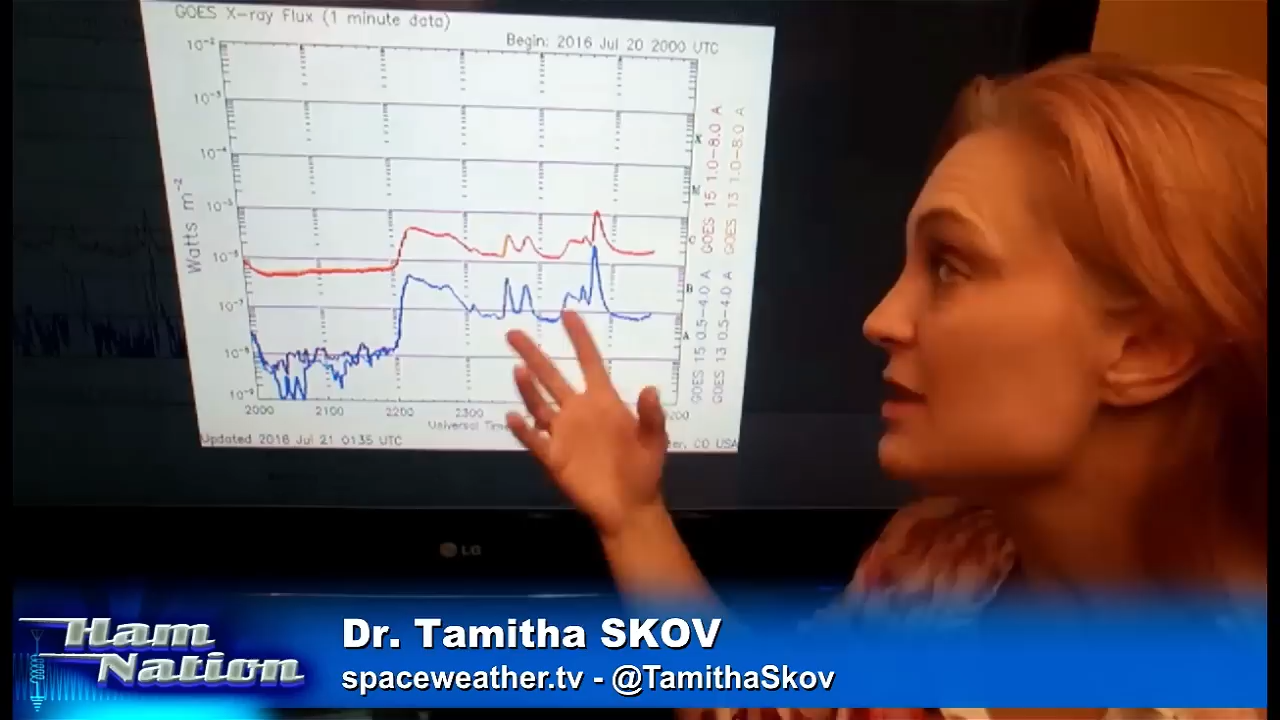 GOES X-ray Flux (1 minute data)
Begin: 2016 Jul 20 2000 UTC
10-2
10-3
10-4
10-5
10-6
10-7
10-8
10-9
Watts m-2
X
M
C
B
A
GOES 15 1.0-8.0 A
GOES 13 1.0-8.0 A
GOES 15 0.5-4.0 A
GOES 13 0.5-4.0 A
2000 2100 2200 2300
Universal Time
Updated 2016 Jul 21 01:35 UTC
CO USA
LG
Ham
Nation
Dr. Tamitha SKOV
spaceweather.tv - @TamithaSkov